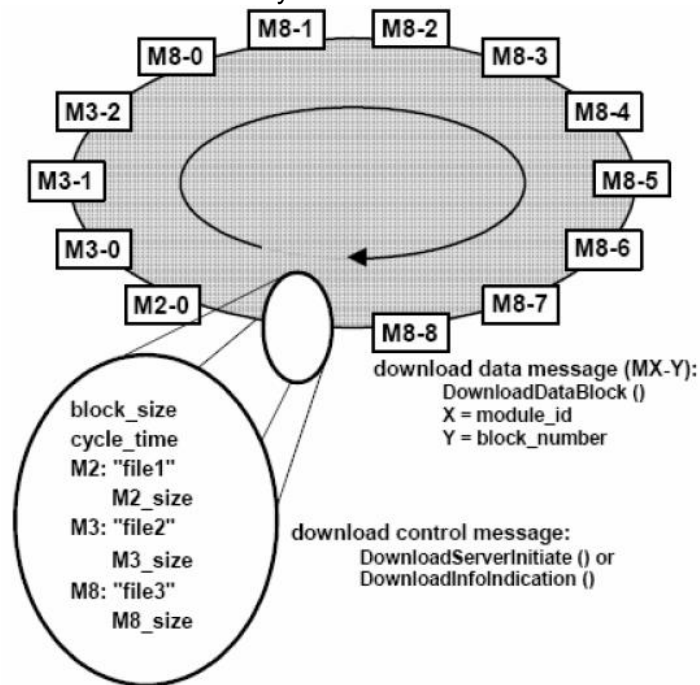 M8-1
M8-2
M8-0
M8-3
M3-2
M8-4
M3-1
M8-5
M3-0
M8-6
M2-0
M8-7
M8-8
download data message (MX-Y):
DownloadDataBlock ()
X = module_id
Y = block_number
block_size
cycle_time
M2: "file1"
M2_size
M3: "file2"
M3_size
M8: "file3"
M8_size
download control message:
DownloadServerInitiate () or
DownloadInfoIndication ()